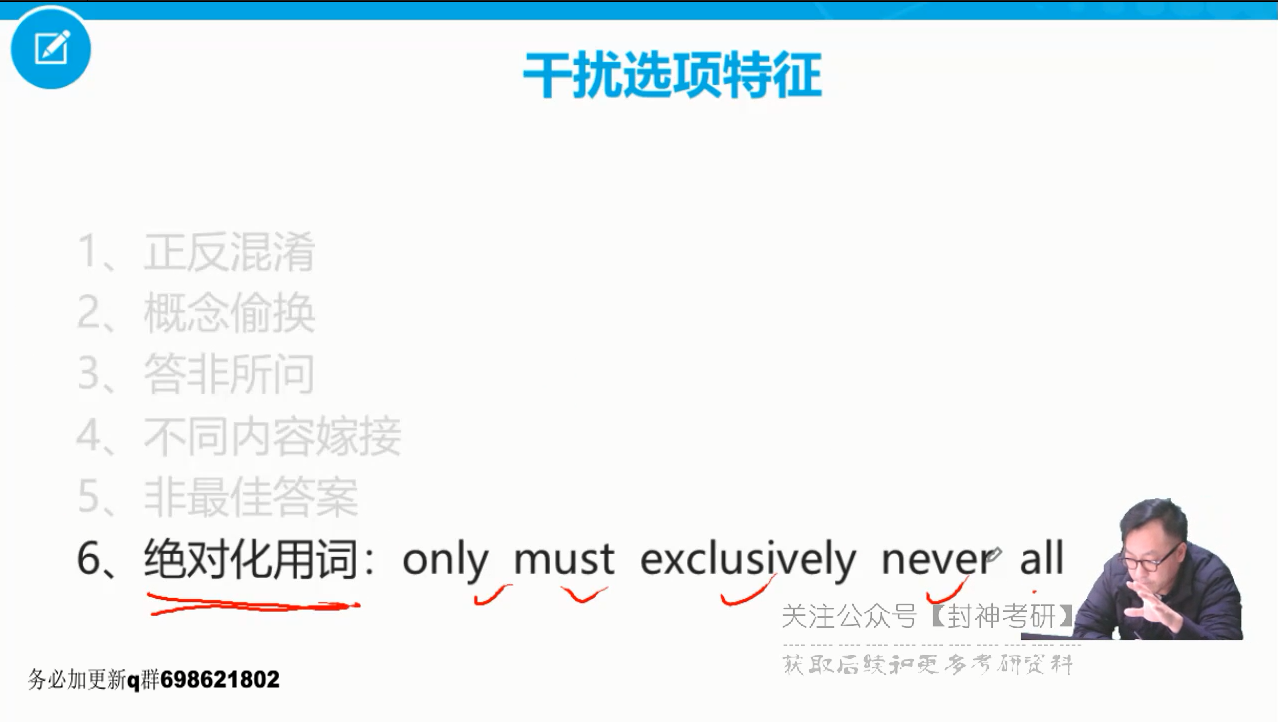 干扰选项特征
1、正反混淆
2、概念偷换
3、答非所问
4、不同内容嫁接
5、非最佳答案
6、绝对化用词：only must exclusively never all
关注公众号【封神考研】
获取后续和更多考研资料
务必加更新q群698621802